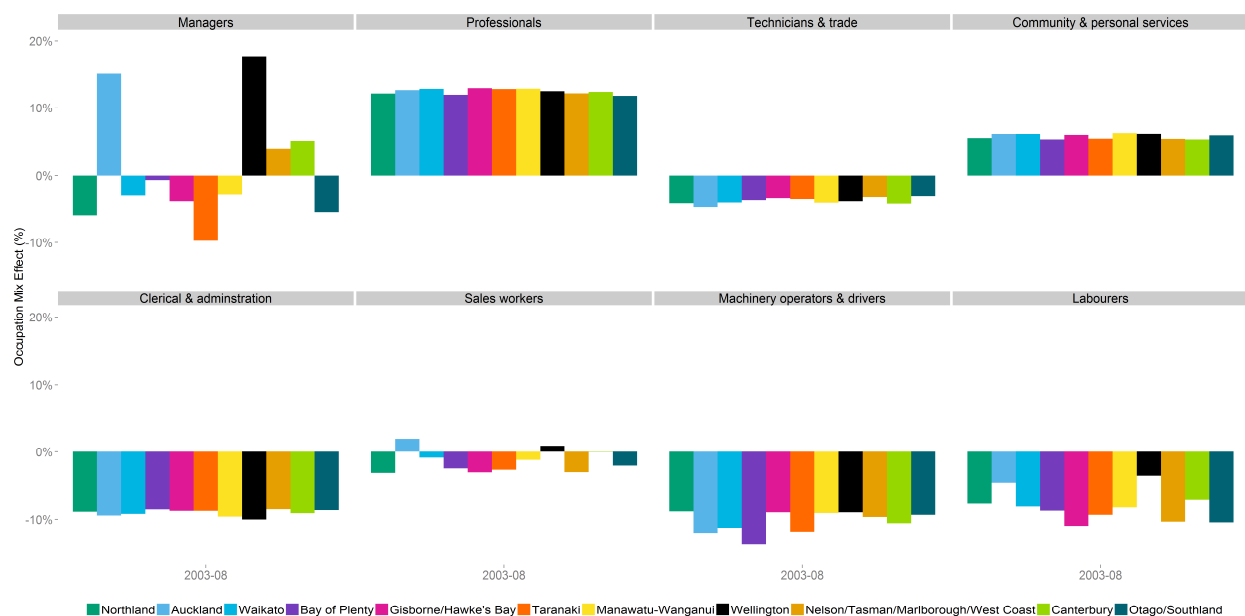 Managers Professionals Technicians & trade Community & personal services
20%
10%
0%
-10%
Occupation Mix Effect (%)
Clerical & adminstration Sales workers Machinery operators & drivers Labourers
20%
10%
0%
-10%
2003-08 2003-08 2003-08 2003-08
Northland Auckland Waikato Bay of Plenty Gisborne/Hawke's Bay Taranaki Manawatu-Wanganui Wellington Nelson/Tasman/Marlborough/West Coast Canterbury Otago/Southland